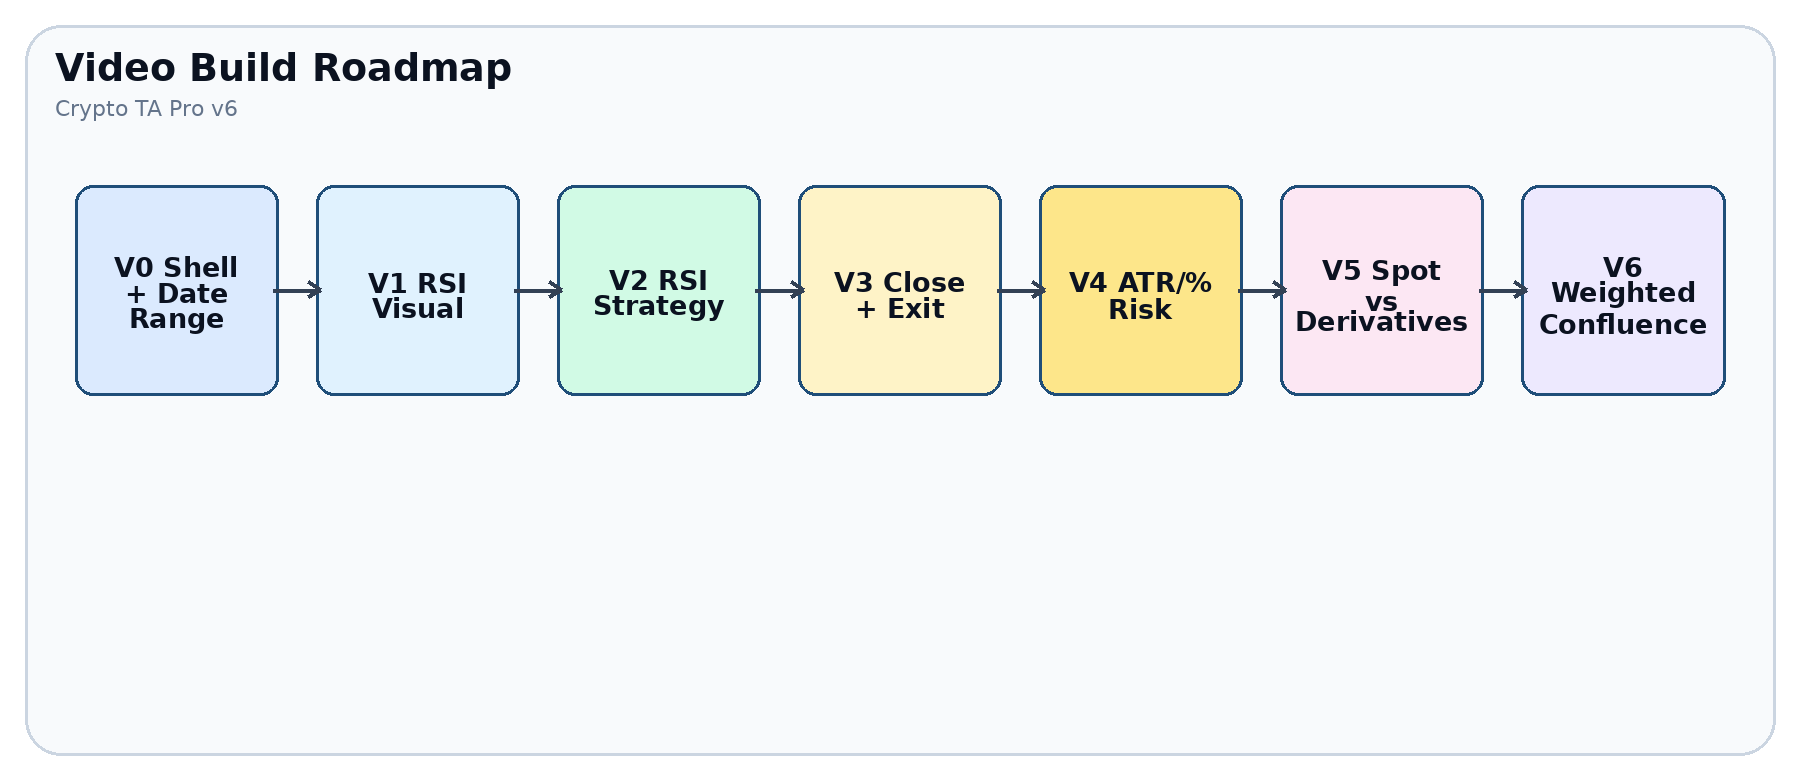 Video Build Roadmap
Crypto TA Pro v6
V0 Shell
+ Date
Range
V1 RSI
Visual
V2 RSI
Strategy
V3 Close
+ Exit
V4 ATR/%
Risk
V5 Spot
vs
Derivatives
V6
Weighted
Confluence